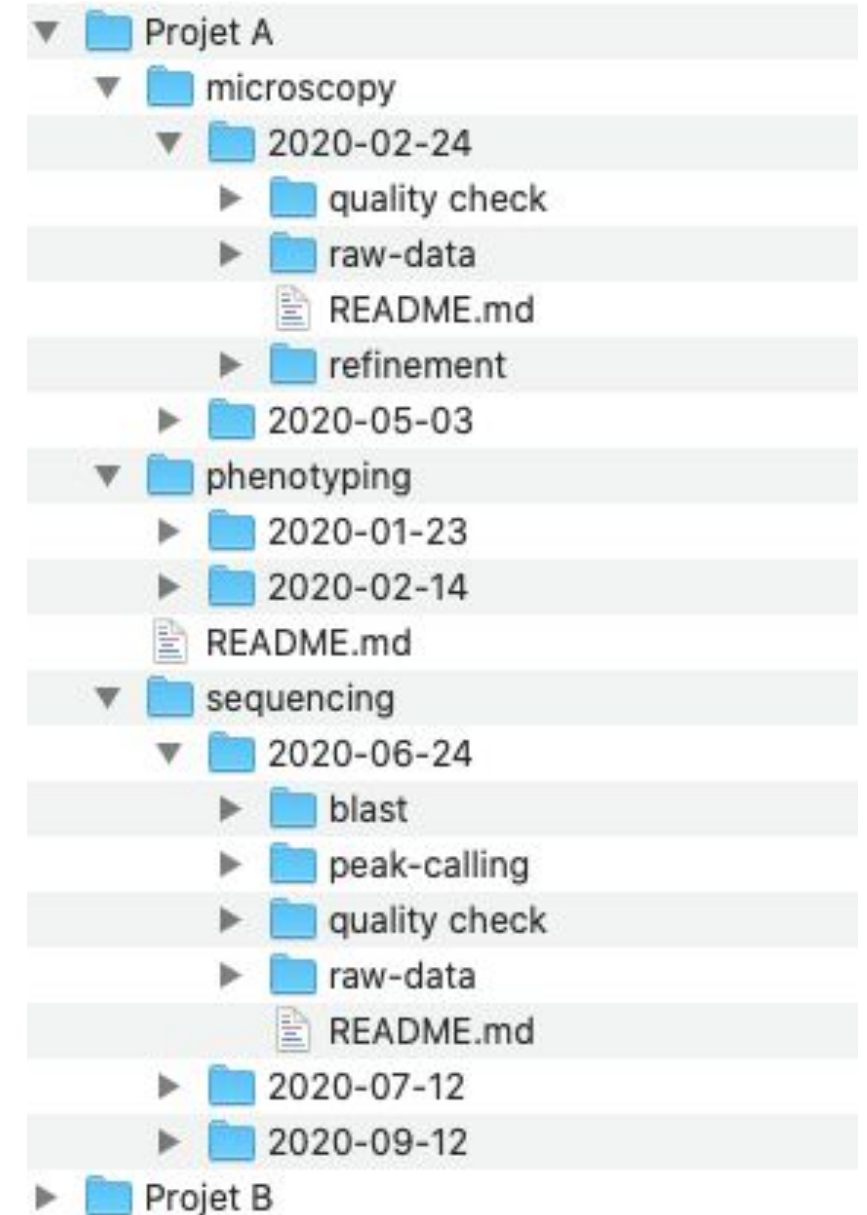 Projet A
microscopy
2020-02-24
quality check
raw-data
README.md
refinement
2020-05-03
phenotyping
2020-01-23
2020-02-14
README.md
sequencing
2020-06-24
blast
peak-calling
quality check
raw-data
README.md
2020-07-12
2020-09-12
Projet B